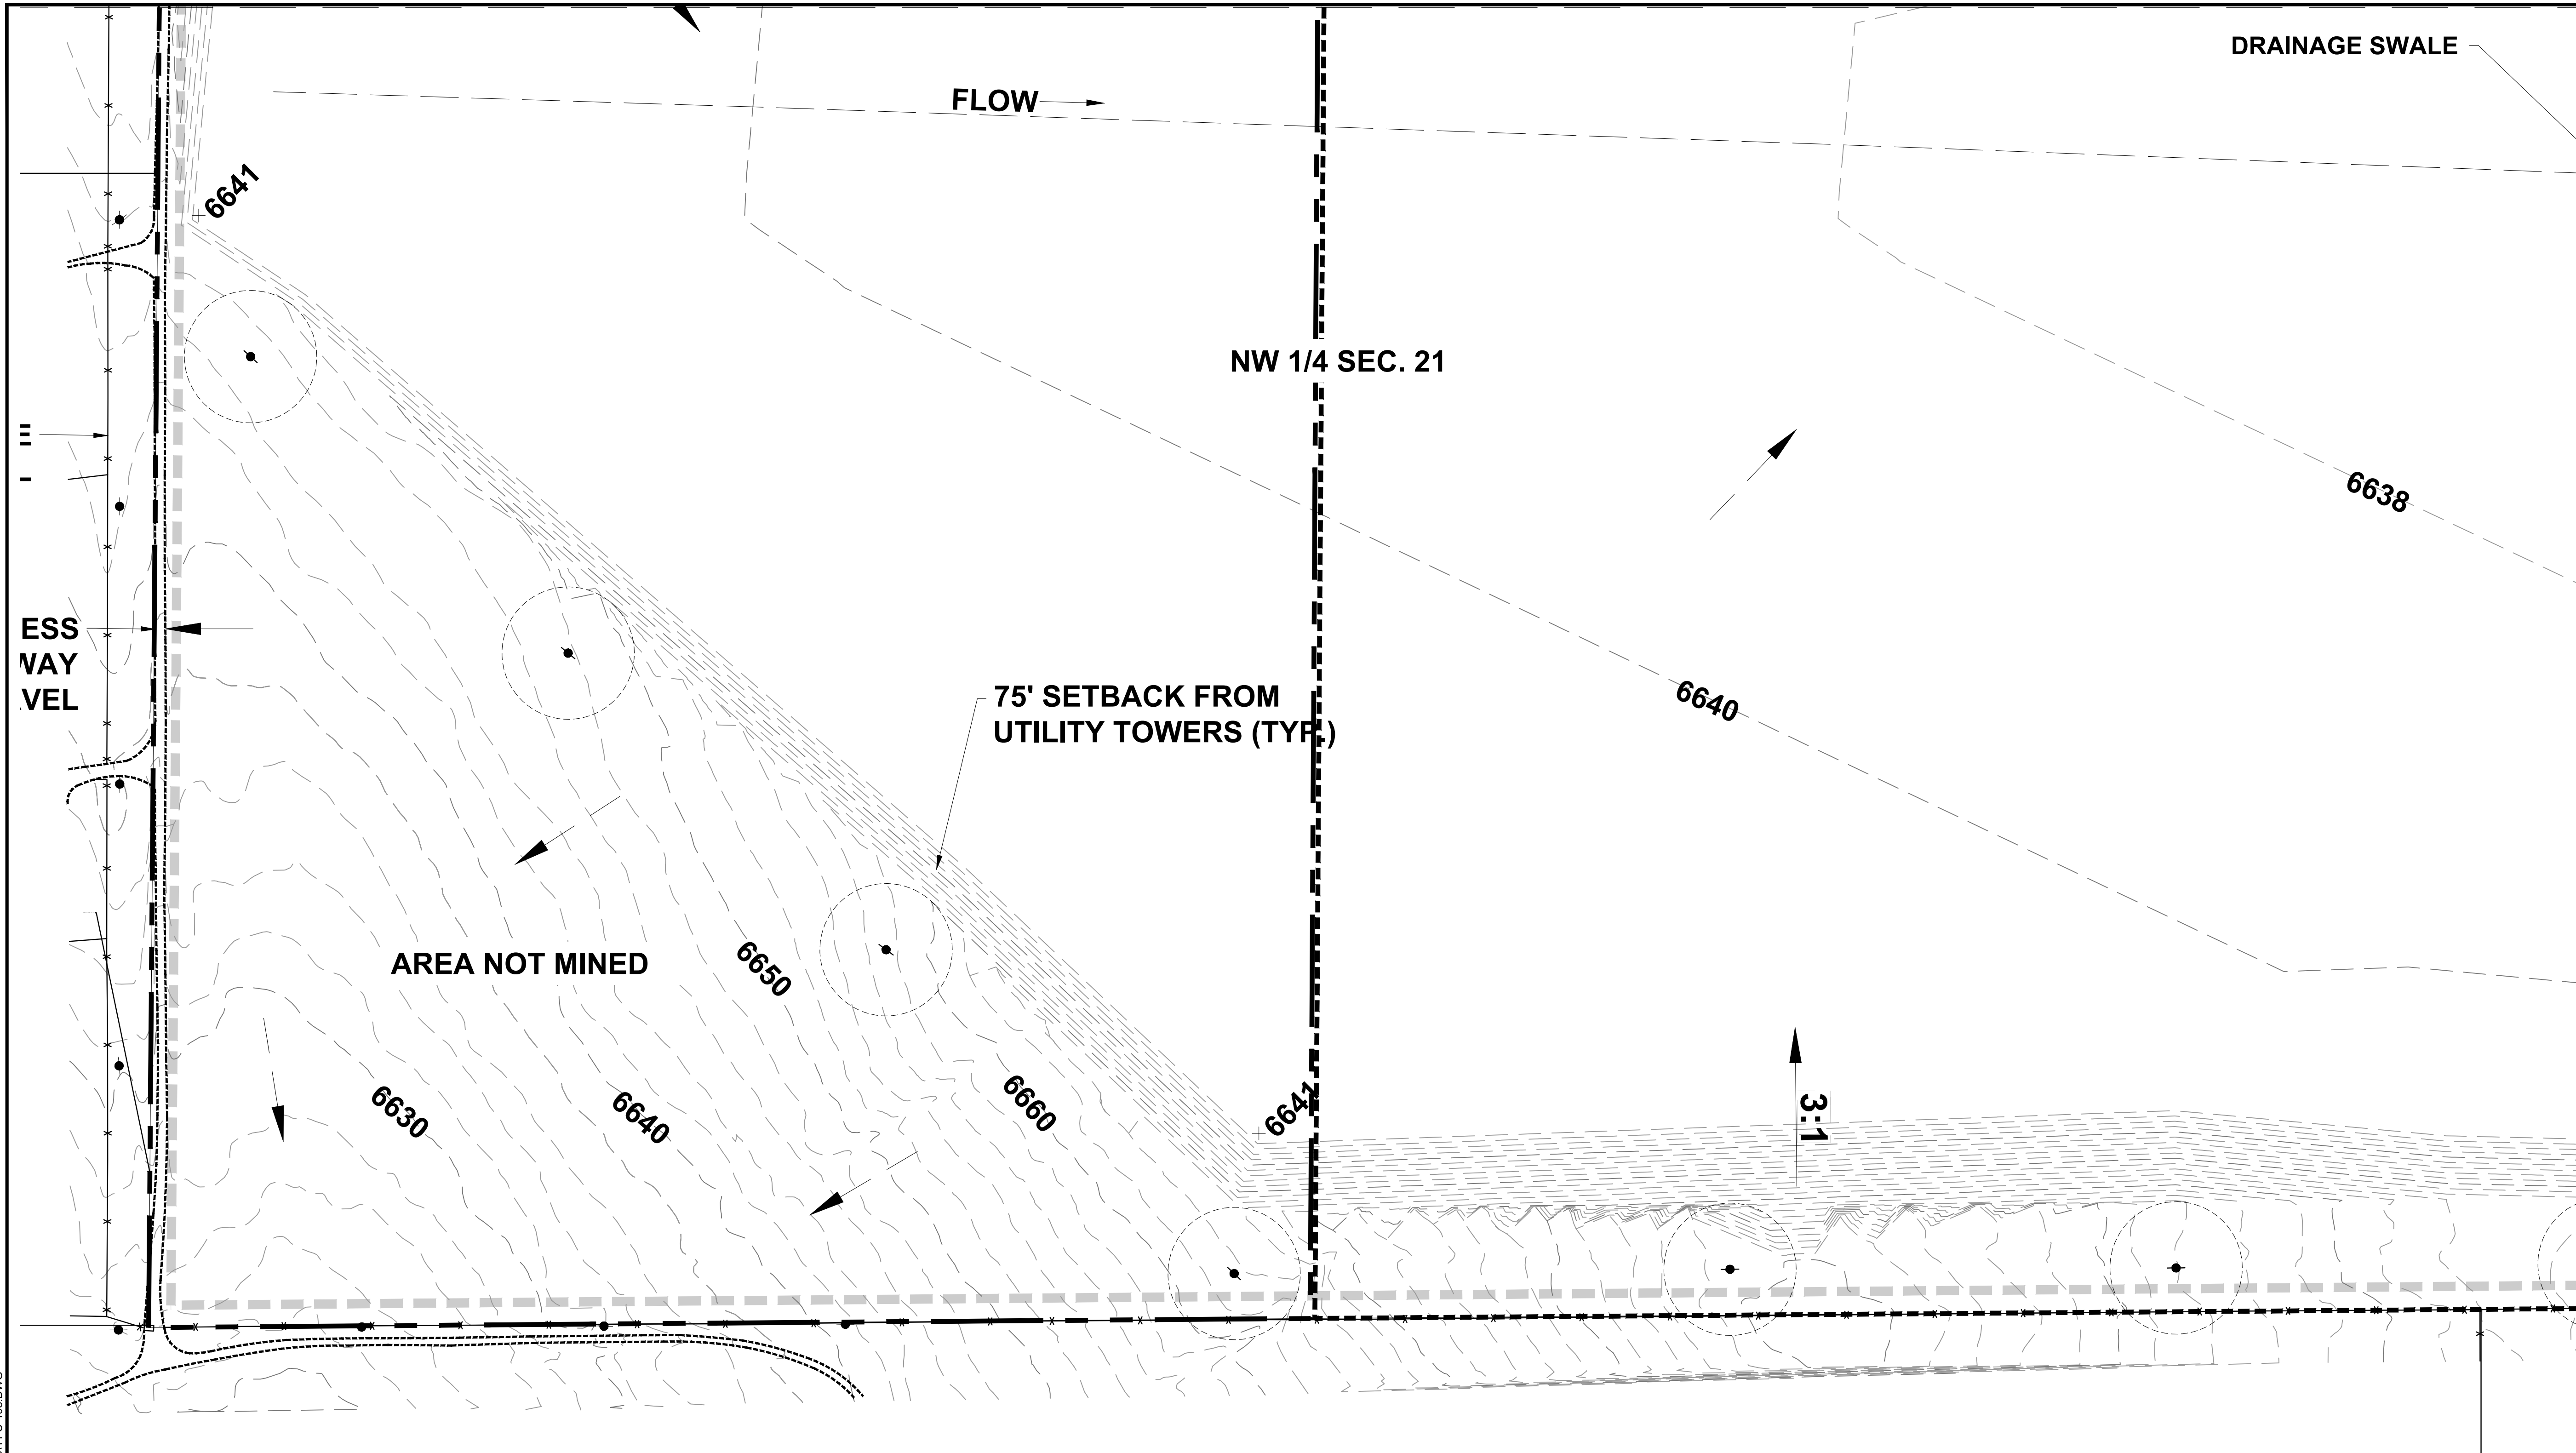 DRAINAGE SWALE
FLOW
6641
NW 1/4 SEC. 21
E
L
6638
ESS
WAY
VEL
75' SETBACK FROM
UTILITY TOWERS (TYP.)
6640
AREA NOT MINED
6650
6630
6640
6660
6641
3:1